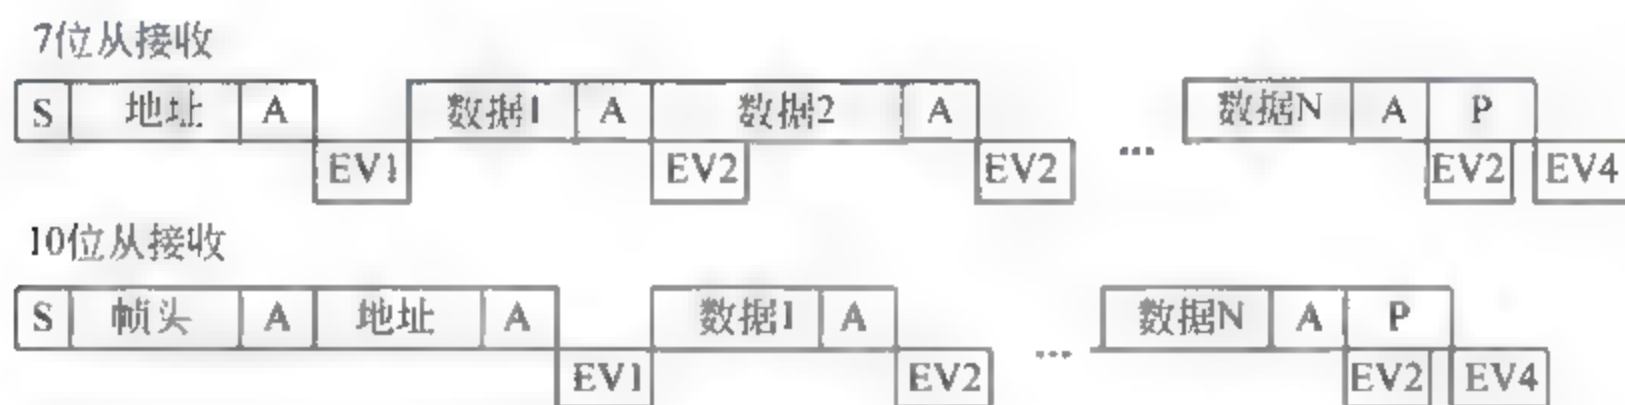 7位从接收
S 地址 A 数据1 A 数据2 A ... 数据N A P
EV1 EV2 EV2 EV2 EV4
10位从接收
S 帧头 A 地址 A 数据1 A ... 数据N A P
EV1 EV2 EV2 EV4